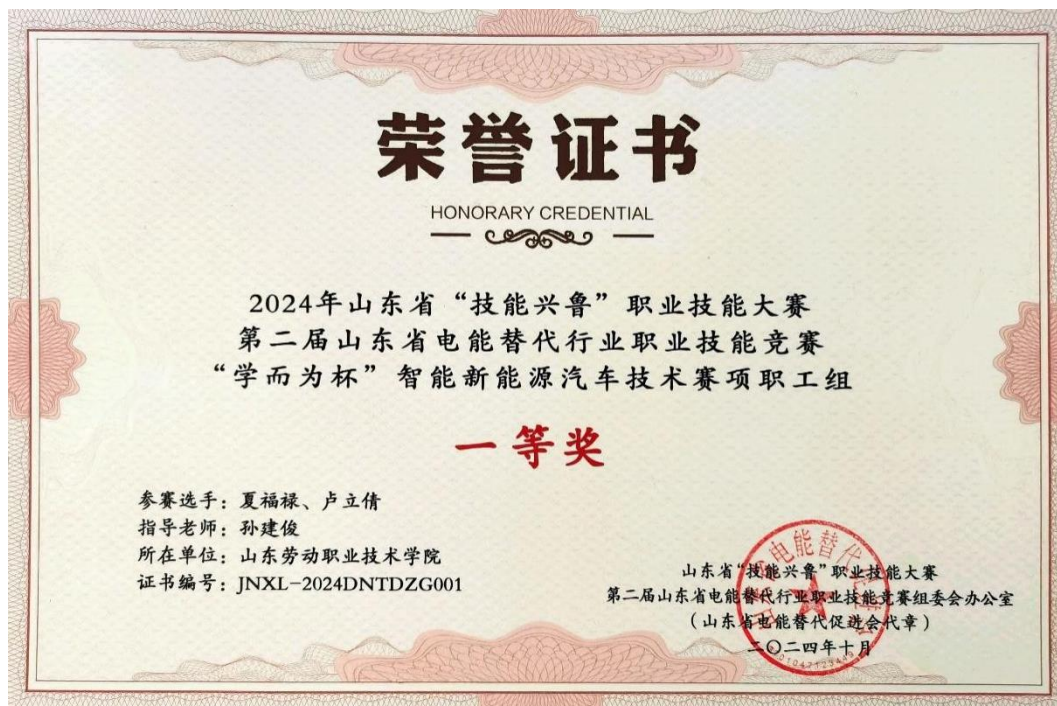 荣誉证书
HONORARY CREDENTIAL
2024年山东省“技能兴鲁”职业技能大赛
第二届山东省电能替代行业职业技能竞赛
“学而为杯”智能新能源汽车技术赛项职工组
一等奖
参赛选手：夏福禄、卢立倩
指导老师：孙建俊
所在单位：山东劳动职业技术学院
证书编号：JNXL-2024DNTDZG001
山东省“技能兴鲁”职业技能大赛
第二届山东省电能替代行业职业技能竞赛组委会办公室
（山东省电能替代促进会代章）
二〇二四年十月